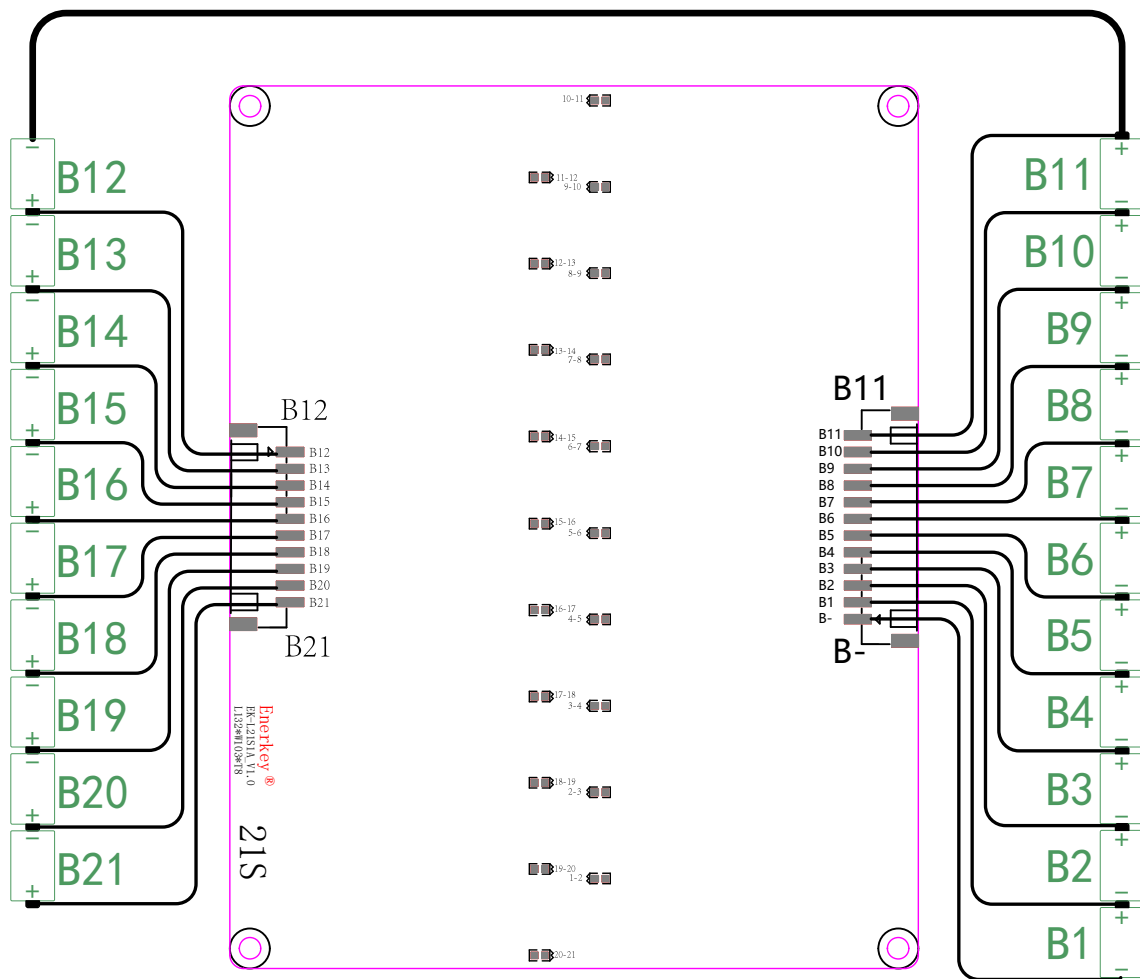 10-11
11-12
9-10
12-13
8-9
13-14
7-8
14-15
6-7
15-16
5-6
16-17
4-5
17-18
3-4
18-19
2-3
19-20
1-2
20-21
B12
B13
B14
B15
B16
B17
B18
B19
B20
B21
−
+
−
+
−
+
−
+
−
+
−
+
−
+
−
+
−
+
−
+
B12
B12
B13
B14
B15
B16
B17
B18
B19
B20
B21
B21
Enerkey ®
EK-L21S1A_V1.0
L132*W103*T8
21S
B11
B11
B10
B9
B8
B7
B6
B5
B4
B3
B2
B1
B-
B-
B11
B10
B9
B8
B7
B6
B5
B4
B3
B2
B1
+
−
+
−
+
−
+
−
+
−
+
−
+
−
+
−
+
−
+
−
+
−